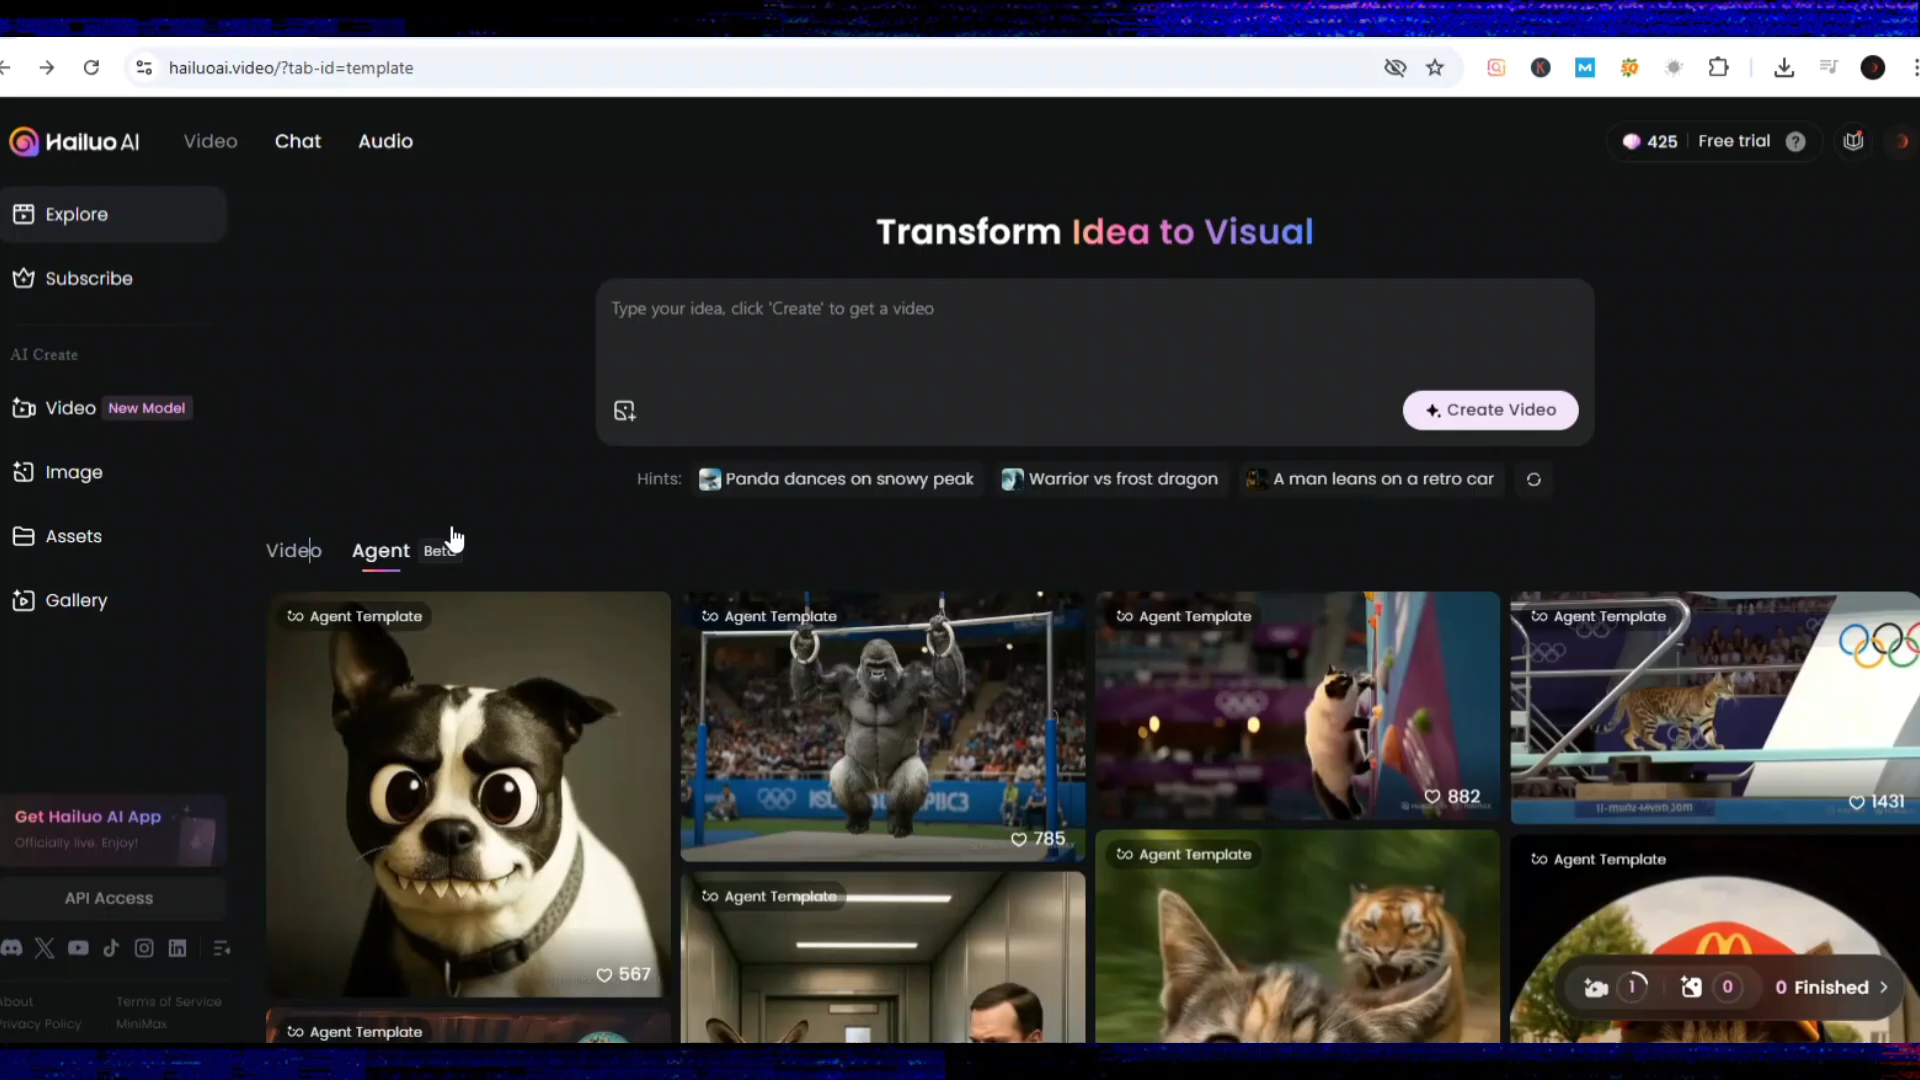 hailuoai.video/?tab-id=template
Hailuo AI
Video
Chat
Audio
425
Free trial
?
Explore
Subscribe
AI Create
Video New Model
Image
Assets
Gallery
Get Hailuo AI App
Officially live. Enjoy!
API Access
About
Terms of Service
Privacy Policy
MiniMax
Transform Idea to Visual
Type your idea, click 'Create' to get a video
Create Video
Hints:
Panda dances on snowy peak
Warrior vs frost dragon
A man leans on a retro car
Video
Agent
Beta
Agent Template
567
Agent Template
785
Agent Template
882
Agent Template
1431
Agent Template
Agent Template
Agent Template
Agent Template
1
0
0 Finished